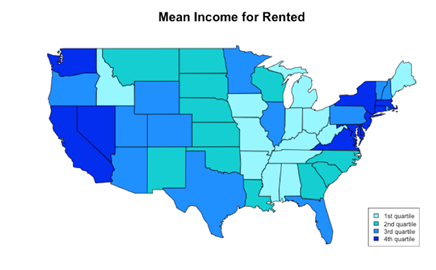 Mean Income for Rented
1st quartile
2nd quartile
3rd quartile
4th quartile